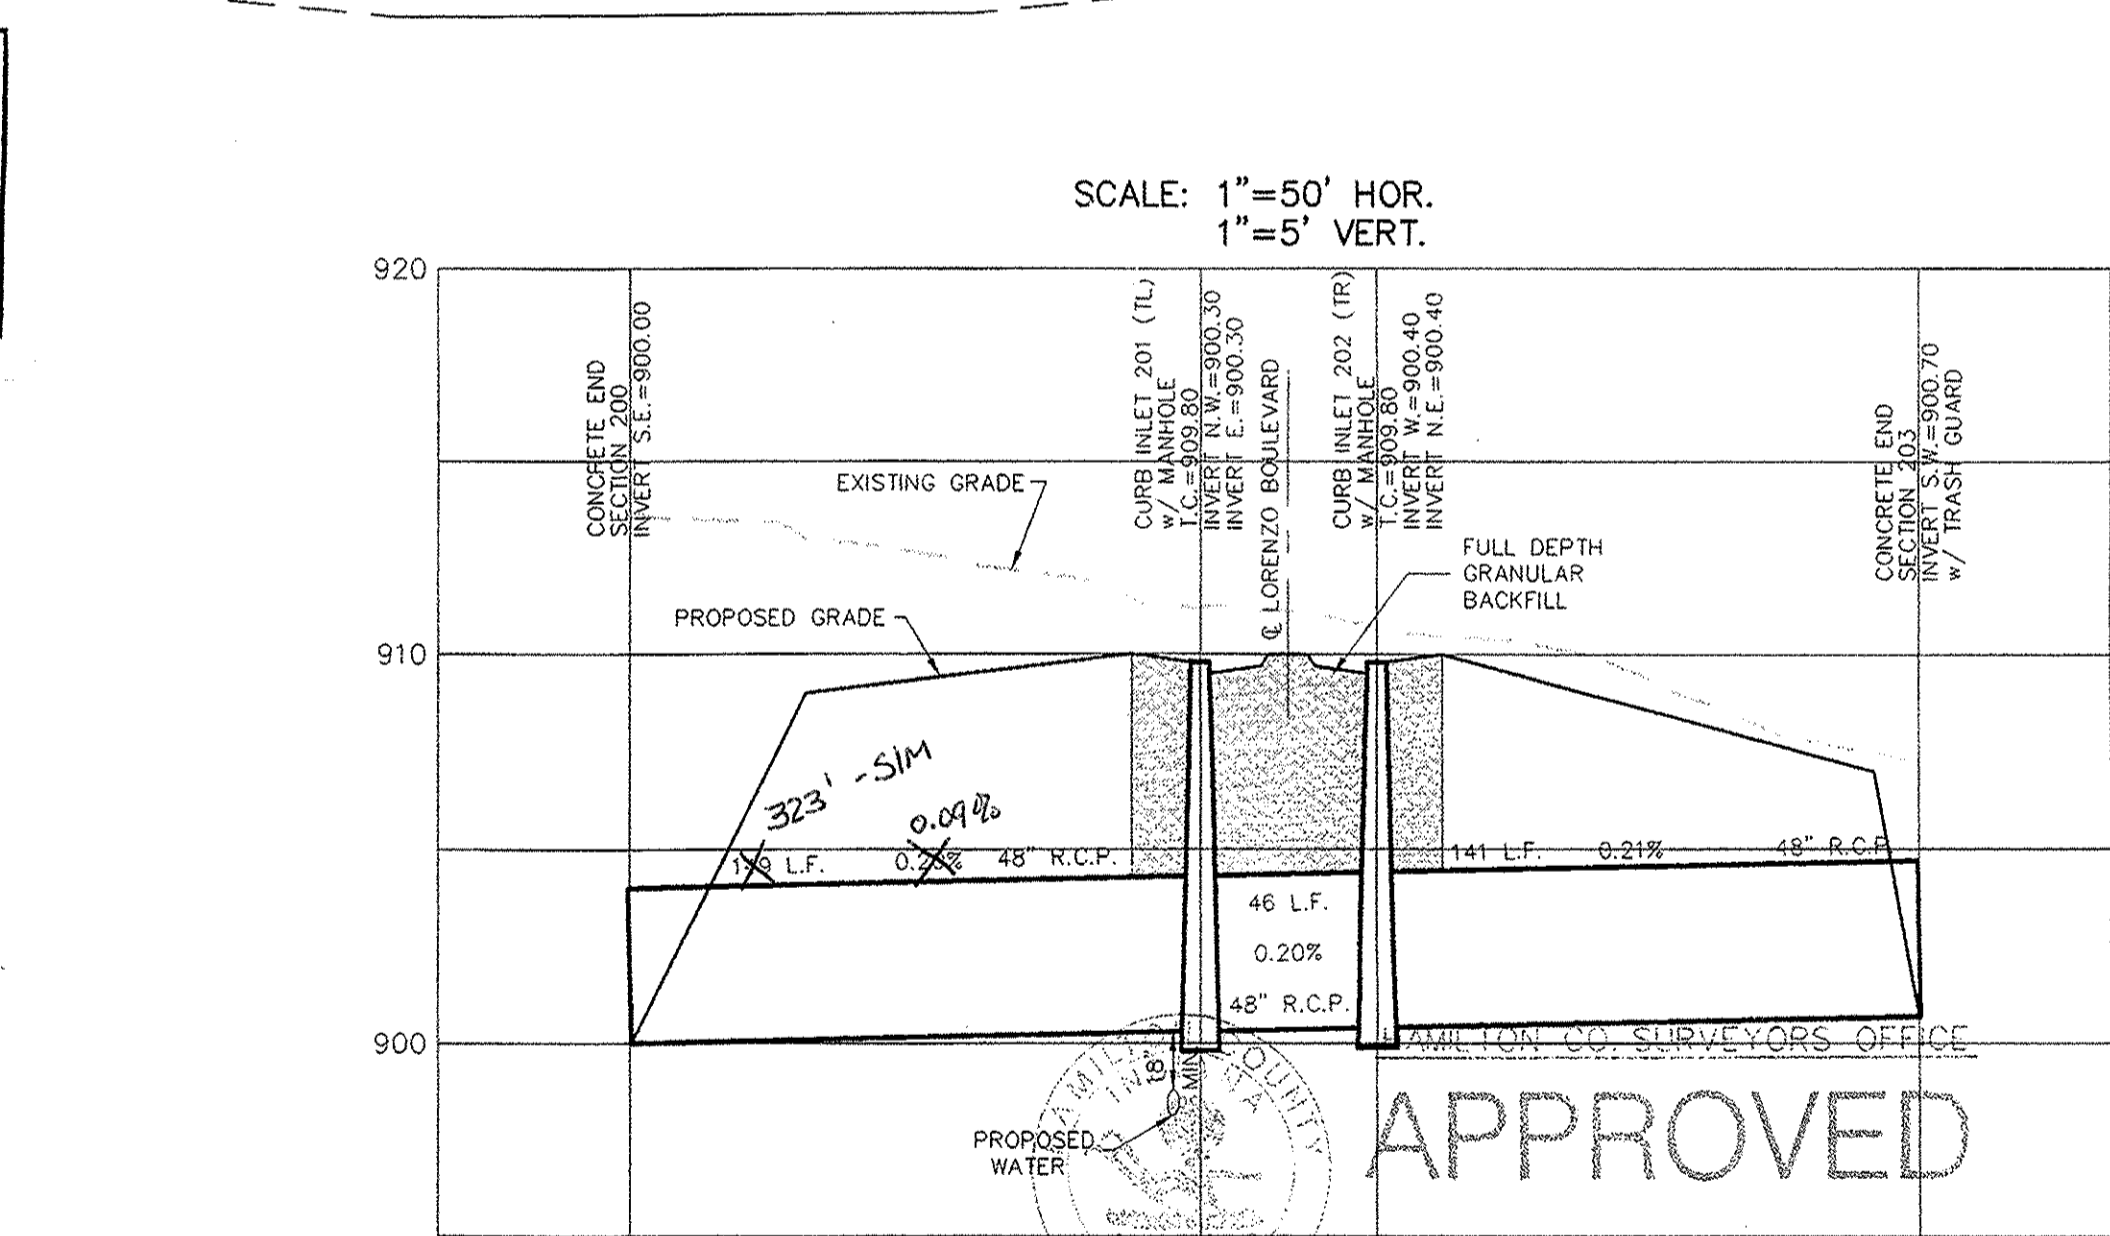 SCALE: 1"=50' HOR.
1"=5' VERT.
920
910
900
CONCRETE END
SECTION 200
INVERT S.E.=900.00
CURB INLET 201 (TL)
w/ MANHOLE
T.C.=909.80
INVERT N.W.=900.30
INVERT E.=900.30
℄ LORENZO BOULEVARD
CURB INLET 202 (TR)
w/ MANHOLE
T.C.=909.80
INVERT W.=900.40
INVERT N.E.=900.40
CONCRETE END
SECTION 203
INVERT S.W.=900.70
w/ TRASH GUARD
EXISTING GRADE
PROPOSED GRADE
FULL DEPTH
GRANULAR
BACKFILL
323' -SIM
0.09%
L.F. 48" R.C.P.
141 L.F. 0.21% 48" R.C.P.
46 L.F.
0.20%
48" R.C.P.
18"
MIN
PROPOSED
WATER
HAMILTON COUNTY
INDIANA
HAMILTON CO. SURVEYORS OFFICE
APPROVED